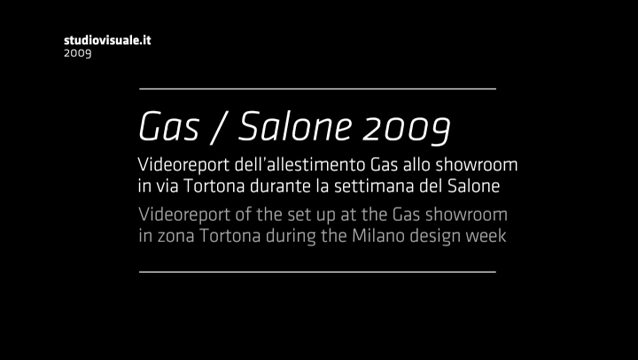 studiovisuale.it
2009
Gas / Salone 2009
Videoreport dell'allestimento Gas allo showroom
in via Tortona durante la settimana del Salone
Videoreport of the set up at the Gas showroom
in zona Tortona during the Milano design week